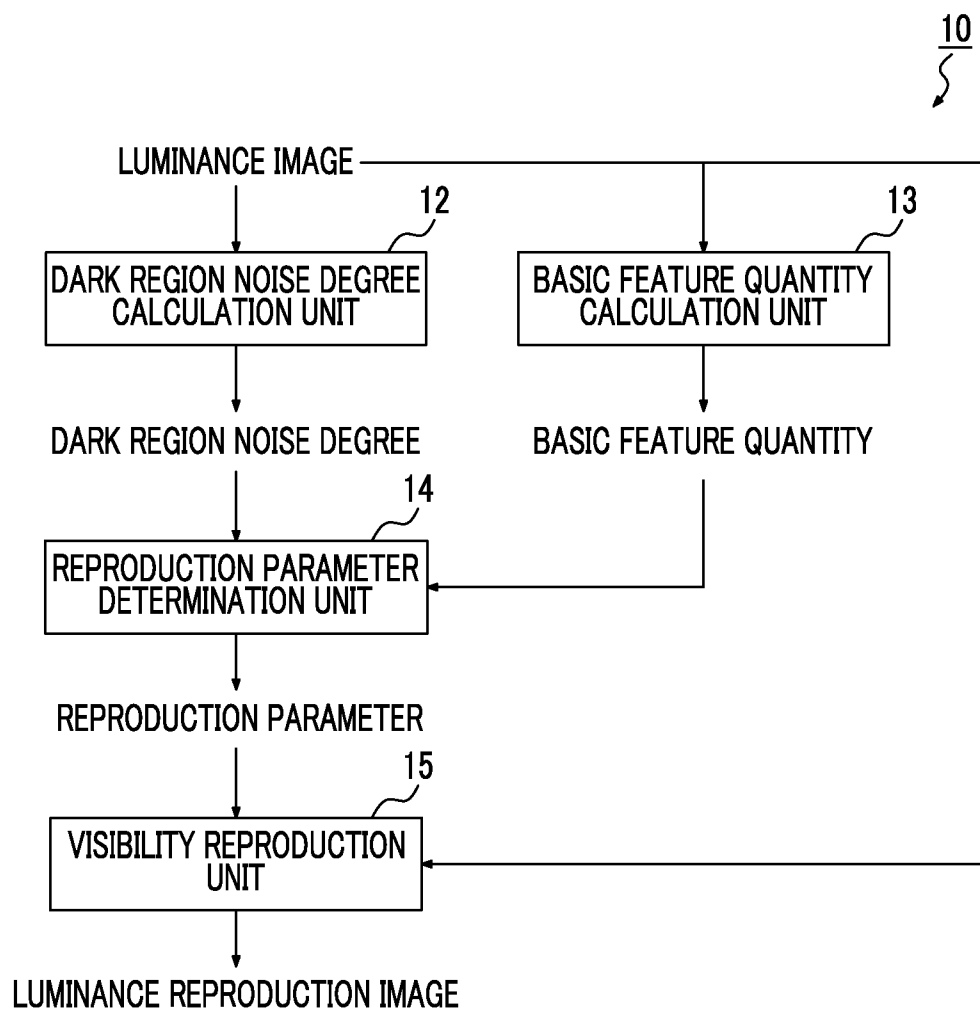 10
LUMINANCE IMAGE
12
13
DARK REGION NOISE DEGREE
CALCULATION UNIT
BASIC FEATURE QUANTITY
CALCULATION UNIT
DARK REGION NOISE DEGREE
BASIC FEATURE QUANTITY
14
REPRODUCTION PARAMETER
DETERMINATION UNIT
REPRODUCTION PARAMETER
15
VISIBILITY REPRODUCTION
UNIT
LUMINANCE REPRODUCTION IMAGE